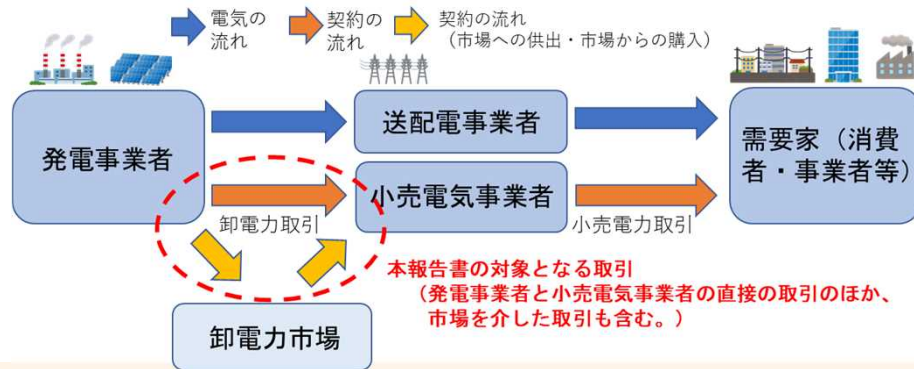 電気の
流れ
契約の
流れ
契約の流れ
(市場への供出・市場からの購入)
発電事業者
送配電事業者
需要家(消費
者・事業者等)
小売電気事業者
卸電力取引
小売電力取引
本報告書の対象となる取引
(発電事業者と小売電気事業者の直接の取引のほか、
市場を介した取引も含む。)
卸電力市場